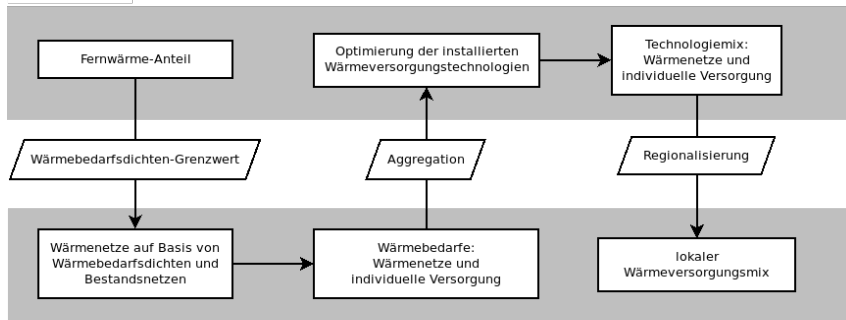 Fernwärme-Anteil
Wärmebedarfsdichten-Grenzwert
Wärmenetze auf Basis von
Wärmebedarfsdichten und
Bestandsnetzen
Wärmebedarfe:
Wärmenetze und
individuelle Versorgung
Aggregation
Optimierung der installierten
Wärmeversorgungstechnologien
Technologiemix:
Wärmenetze und
individuelle Versorgung
Regionalisierung
lokaler
Wärmeversorgungsmix